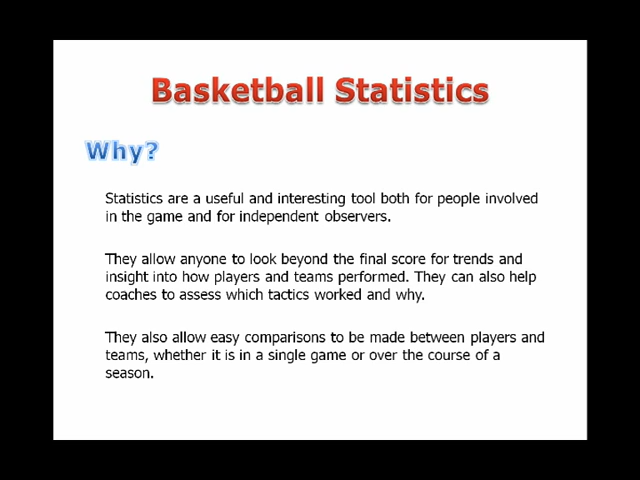 Basketball Statistics
Why?
Statistics are a useful and interesting tool both for people involved
in the game and for independent observers.
They allow anyone to look beyond the final score for trends and
insight into how players and teams performed. They can also help
coaches to assess which tactics worked and why.
They also allow easy comparisons to be made between players and
teams, whether it is in a single game or over the course of a
season.